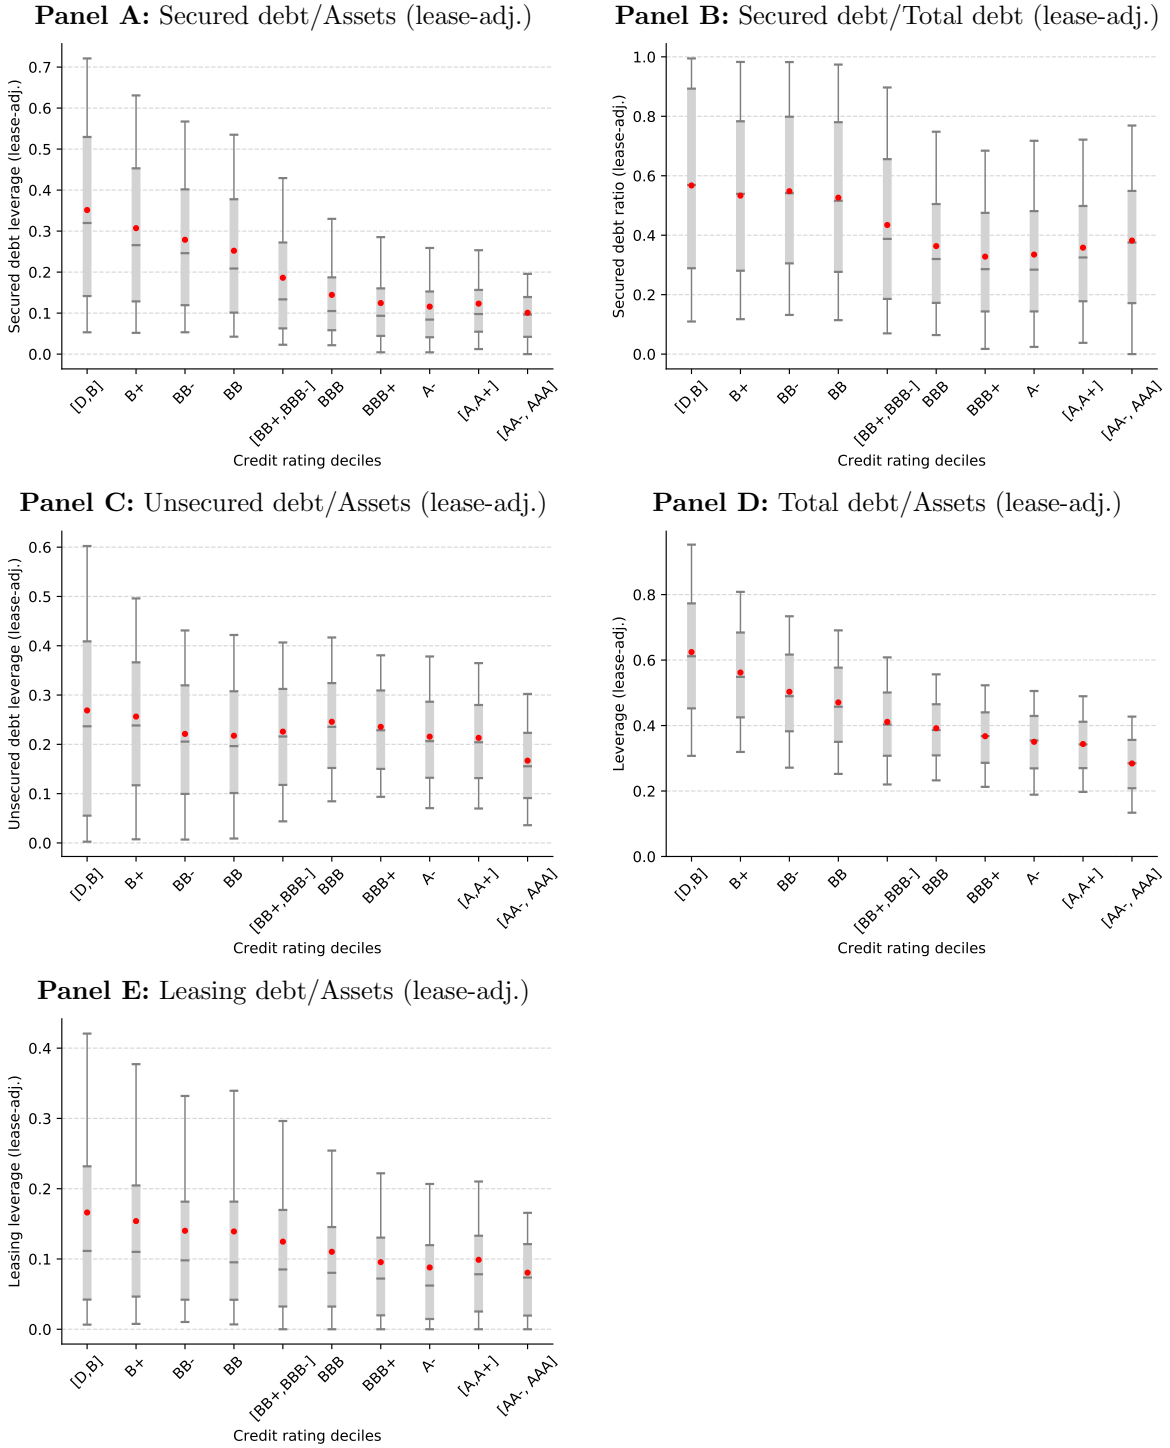 Panel A: Secured debt/Assets (lease-adj.)
Secured debt leverage (lease-adj.)
0.7
0.6
0.5
0.4
0.3
0.2
0.1
0.0
[D,B]
B+
BB-
BB
[BB+,BBB-]
BBB
BBB+
A-
[A,A+]
[AA-, AAA]
Credit rating deciles
Panel B: Secured debt/Total debt (lease-adj.)
Secured debt ratio (lease-adj.)
1.0
0.8
0.6
0.4
0.2
0.0
[D,B]
B+
BB-
BB
[BB+,BBB-]
BBB
BBB+
A-
[A,A+]
[AA-, AAA]
Credit rating deciles
Panel C: Unsecured debt/Assets (lease-adj.)
Unsecured debt leverage (lease-adj.)
0.6
0.5
0.4
0.3
0.2
0.1
0.0
[D,B]
B+
BB-
BB
[BB+,BBB-]
BBB
BBB+
A-
[A,A+]
[AA-, AAA]
Credit rating deciles
Panel D: Total debt/Assets (lease-adj.)
Leverage (lease-adj.)
0.8
0.6
0.4
0.2
0.0
[D,B]
B+
BB-
BB
[BB+,BBB-]
BBB
BBB+
A-
[A,A+]
[AA-, AAA]
Credit rating deciles
Panel E: Leasing debt/Assets (lease-adj.)
Leasing leverage (lease-adj.)
0.4
0.3
0.2
0.1
0.0
[D,B]
B+
BB-
BB
[BB+,BBB-]
BBB
BBB+
A-
[A,A+]
[AA-, AAA]
Credit rating deciles